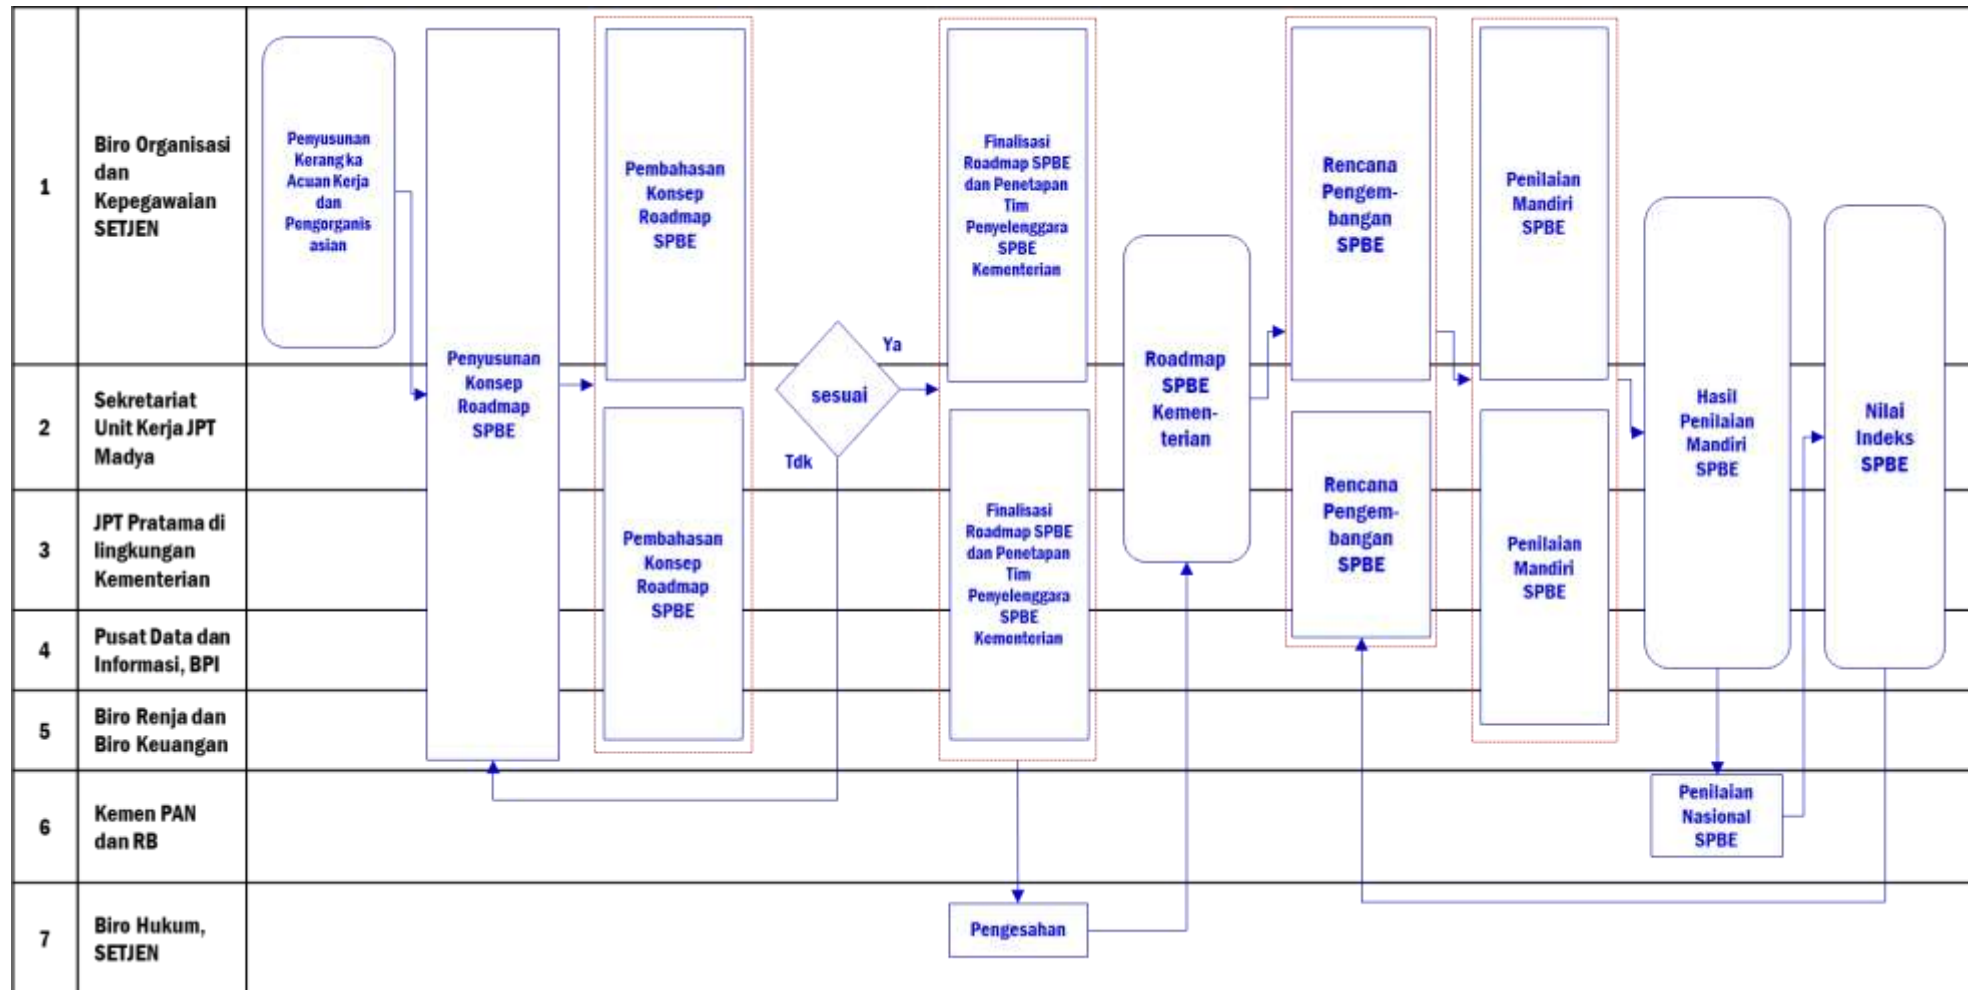 1
Biro Organisasi
dan
Kepegawaian
SETJEN
2
Sekretariat
Unit Kerja JPT
Madya
3
JPT Pratama di
lingkungan
Kementerian
4
Pusat Data dan
Informasi, BPI
5
Biro Renja dan
Biro Keuangan
6
Kemen PAN
dan RB
7
Biro Hukum,
SETJEN
Penyusunan
Kerangka
Acuan Kerja
dan
Pengorganis
asian
Penyusunan
Konsep
Roadmap
SPBE
Pembahasan
Konsep
Roadmap
SPBE
Pembahasan
Konsep
Roadmap
SPBE
sesuai
Ya
Tdk
Finalisasi
Roadmap SPBE
dan Penetapan
Tim
Penyelenggara
SPBE
Kementerian
Finalisasi
Roadmap SPBE
dan Penetapan
Tim
Penyelenggara
SPBE
Kementerian
Pengesahan
Roadmap
SPBE
Kemen-
terian
Rencana
Pengem-
bangan
SPBE
Rencana
Pengem-
bangan
SPBE
Penilaian
Mandiri
SPBE
Penilaian
Mandiri
SPBE
Hasil
Penilaian
Mandiri
SPBE
Penilaian
Nasional
SPBE
Nilai
Indeks
SPBE